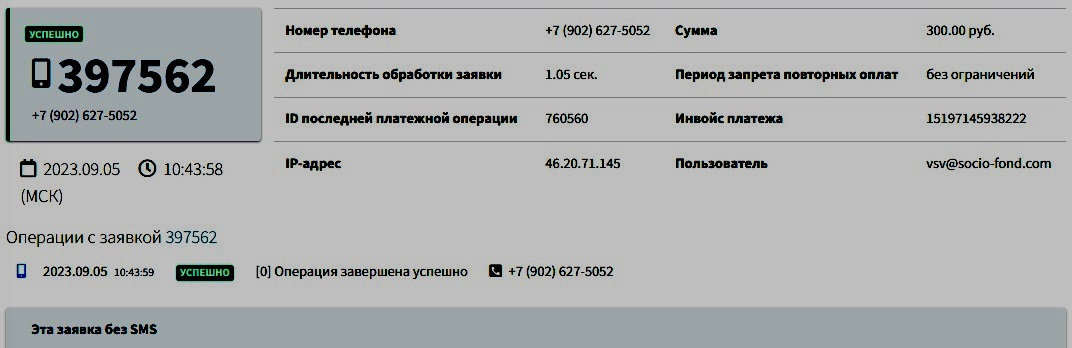 УСПЕШНО
397562
+7 (902) 627-5052
2023.09.05 10:43:58
(МСК)
Номер телефона +7 (902) 627-5052 Сумма 300.00 руб.
Длительность обработки заявки 1.05 сек. Период запрета повторных оплат без ограничений
ID последней платежной операции 760560 Инвойс платежа 15197145938222
IP-адрес 46.20.71.145 Пользователь vsv@socio-fond.com
Операции с заявкой 397562
2023.09.05 10:43:59 УСПЕШНО [0] Операция завершена успешно +7 (902) 627-5052
Эта заявка без SMS